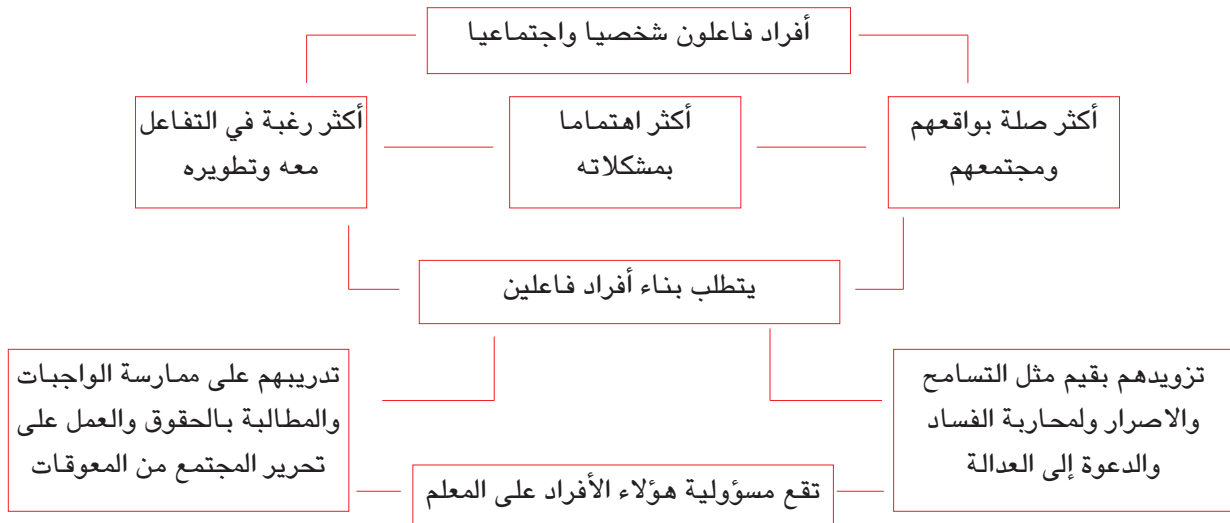 أفراد فاعلون شخصيا واجتماعيا
أكثر صلة بواقعهم
ومجتمعهم
أكثر اهتماما
بمشكلاته
أكثر رغبة في التفاعل
معه وتطويره
يتطلب بناء أفراد فاعلين
تزويدهم بقيم مثل التسامح
والاصرار ولمحاربة الفساد
والدعوة إلى العدالة
تدريبهم على ممارسة الواجبات
والمطالبة بالحقوق والعمل على
تحرير المجتمع من المعوقات
تقع مسؤولية هؤلاء الأفراد على المعلم